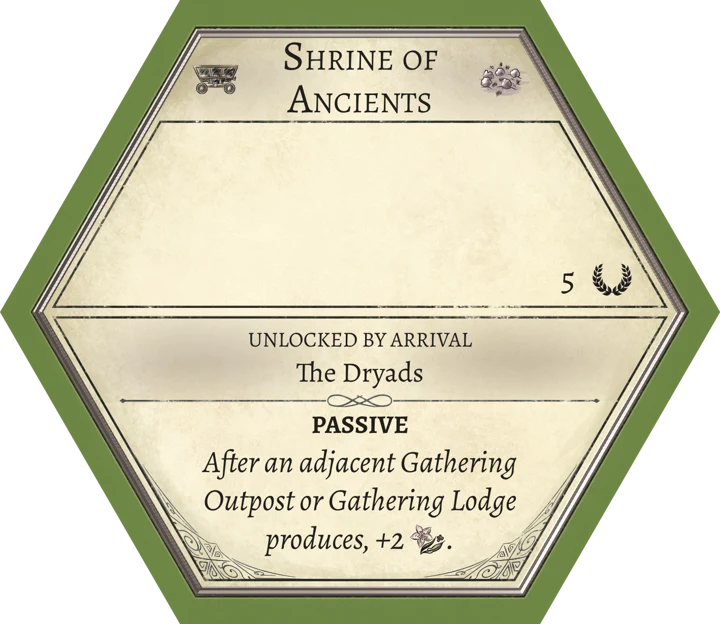 Shrine of
Ancients
5
UNLOCKED BY ARRIVAL
The Dryads
PASSIVE
After an adjacent Gathering
Outpost or Gathering Lodge
produces, +2 .